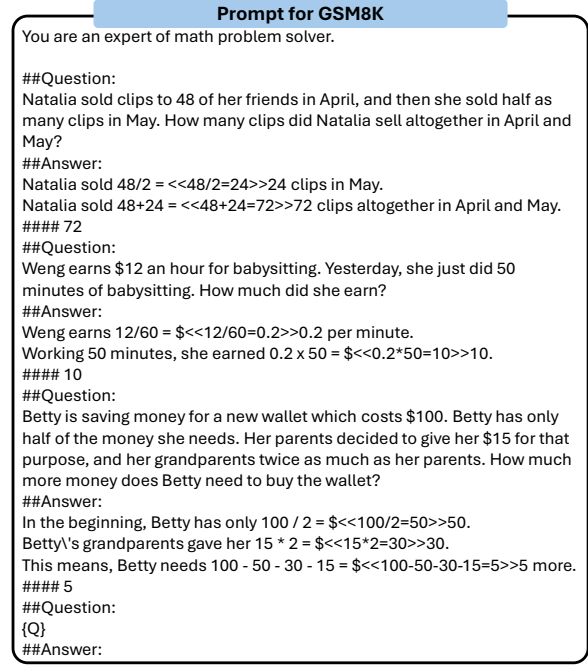 Prompt for GSM8K
You are an expert of math problem solver.
##Question:
Natalia sold clips to 48 of her friends in April, and then she sold half as
many clips in May. How many clips did Natalia sell altogether in April and
May?
##Answer:
Natalia sold 48/2 = <<48/2=24>>24 clips in May.
Natalia sold 48+24 = <<48+24=72>>72 clips altogether in April and May.
#### 72
##Question:
Weng earns $12 an hour for babysitting. Yesterday, she just did 50
minutes of babysitting. How much did she earn?
##Answer:
Weng earns 12/60 = $<<12/60=0.2>>0.2 per minute.
Working 50 minutes, she earned 0.2 x 50 = $<<0.2*50=10>>10.
#### 10
##Question:
Betty is saving money for a new wallet which costs $100. Betty has only
half of the money she needs. Her parents decided to give her $15 for that
purpose, and her grandparents twice as much as her parents. How much
more money does Betty need to buy the wallet?
##Answer:
In the beginning, Betty has only 100 / 2 = $<<100/2=50>>50.
Betty\'s grandparents gave her 15 * 2 = $<<15*2=30>>30.
This means, Betty needs 100 - 50 - 30 - 15 = $<<100-50-30-15=5>>5 more.
#### 5
##Question:
{Q}
##Answer: